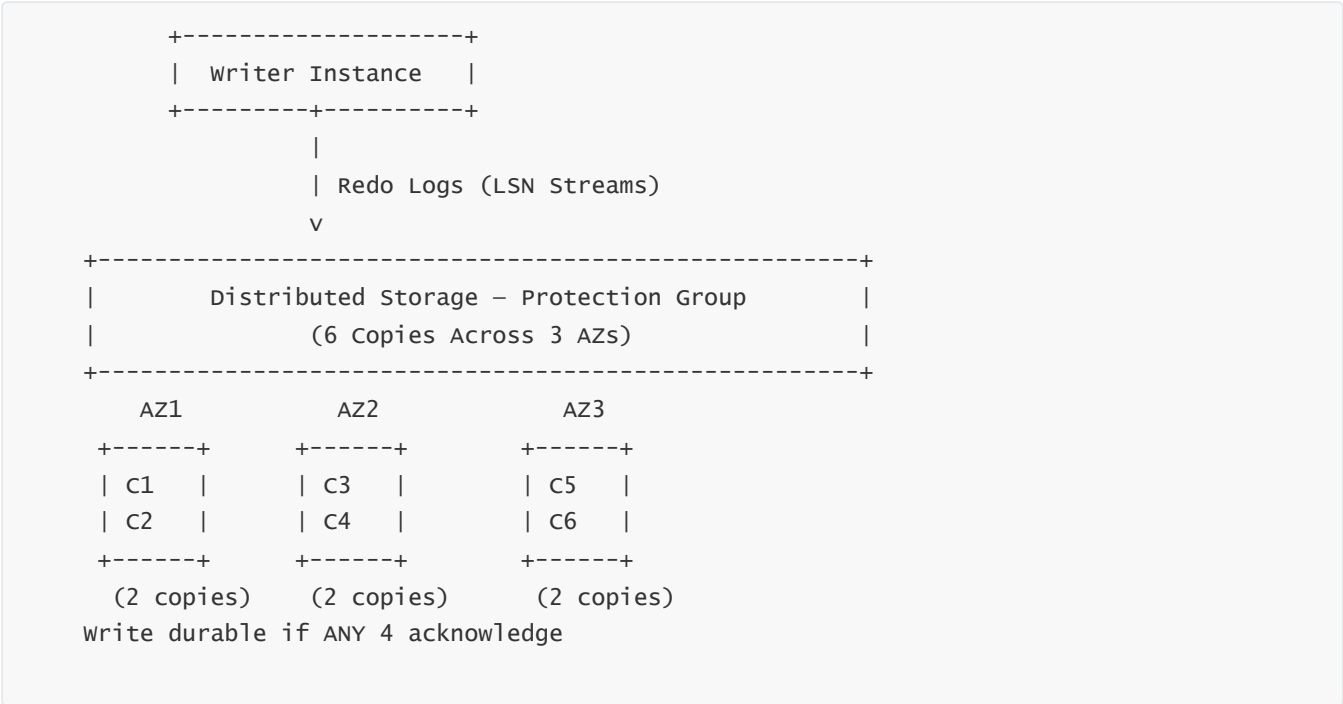 +--------------------+
|  Writer Instance   |
+---------+----------+
|
| Redo Logs (LSN Streams)
v
+------------------------------------------------------+
|        Distributed Storage – Protection Group        |
|               (6 Copies Across 3 AZs)                |
+------------------------------------------------------+
AZ1           AZ2             AZ3
+------+      +------+        +------+
| C1   |      | C3   |        | C5   |
| C2   |      | C4   |        | C6   |
+------+      +------+        +------+
(2 copies)    (2 copies)      (2 copies)
Write durable if ANY 4 acknowledge